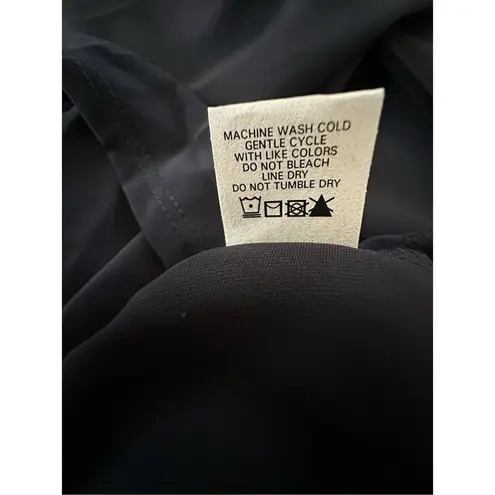 MACHINE WASH COLD
GENTLE CYCLE
WITH LIKE COLORS
DO NOT BLEACH
LINE DRY
DO NOT TUMBLE DRY